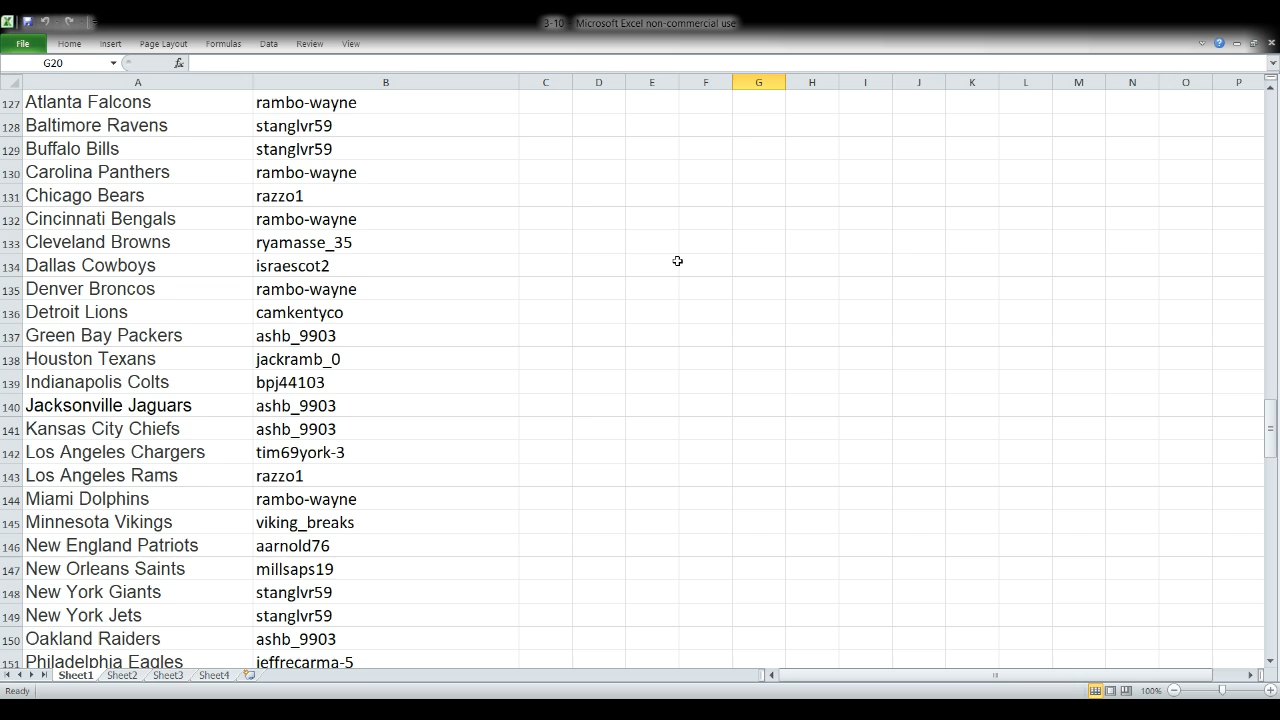 3-10 - Microsoft Excel non-commercial use
File Home Insert Page Layout Formulas Data Review View
G20 fx
A B C D E F G H I J K L M N O P
127 Atlanta Falcons rambo-wayne
128 Baltimore Ravens stanglvr59
129 Buffalo Bills stanglvr59
130 Carolina Panthers rambo-wayne
131 Chicago Bears razzo1
132 Cincinnati Bengals rambo-wayne
133 Cleveland Browns ryamasse_35
134 Dallas Cowboys israescot2
135 Denver Broncos rambo-wayne
136 Detroit Lions camkentyco
137 Green Bay Packers ashb_9903
138 Houston Texans jackramb_0
139 Indianapolis Colts bpj44103
140 Jacksonville Jaguars ashb_9903
141 Kansas City Chiefs ashb_9903
142 Los Angeles Chargers tim69york-3
143 Los Angeles Rams razzo1
144 Miami Dolphins rambo-wayne
145 Minnesota Vikings viking_breaks
146 New England Patriots aarnold76
147 New Orleans Saints millsaps19
148 New York Giants stanglvr59
149 New York Jets stanglvr59
150 Oakland Raiders ashb_9903
151 Philadelphia Eagles jeffrecarma-5
Sheet1 Sheet2 Sheet3 Sheet4
Ready 100%